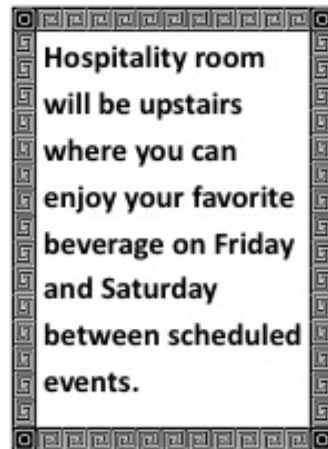 Hospitality room
will be upstairs
where you can
enjoy your favorite
beverage on Friday
and Saturday
between scheduled
events.